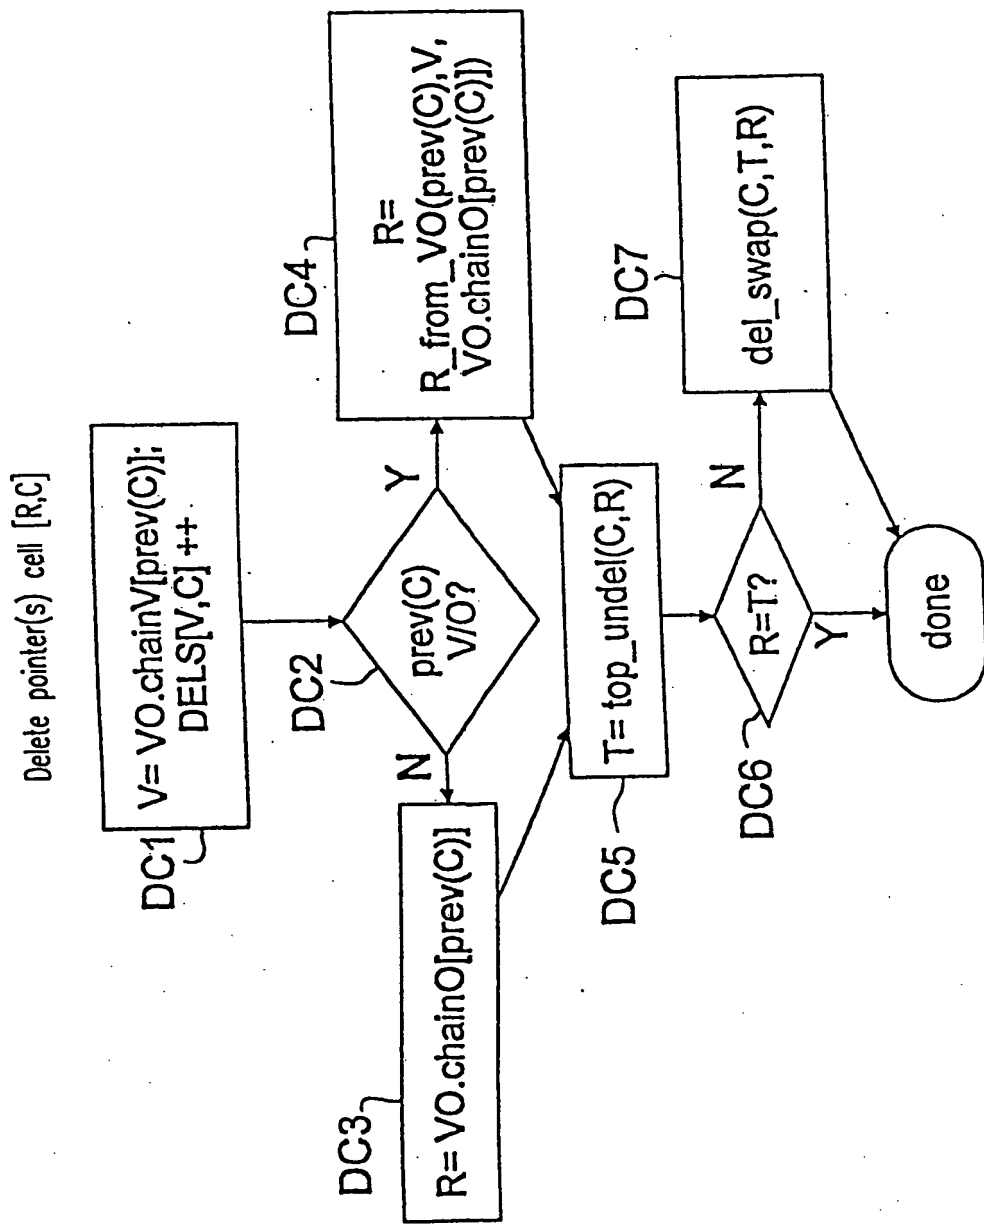 Delete pointer(s) cell [R,C]
DC1
V= VO.chainV[prev(C)];
DELS[V,C] ++
DC2
prev(C)
V/O?
N
Y
DC3
R= VO.chainO[prev(C)]
DC4
R=
R_from_VO(prev(C),V,
VO.chainO[prev(C)])
DC5
T= top_undel(C,R)
DC6
R=T?
N
Y
DC7
del_swap(C,T,R)
done